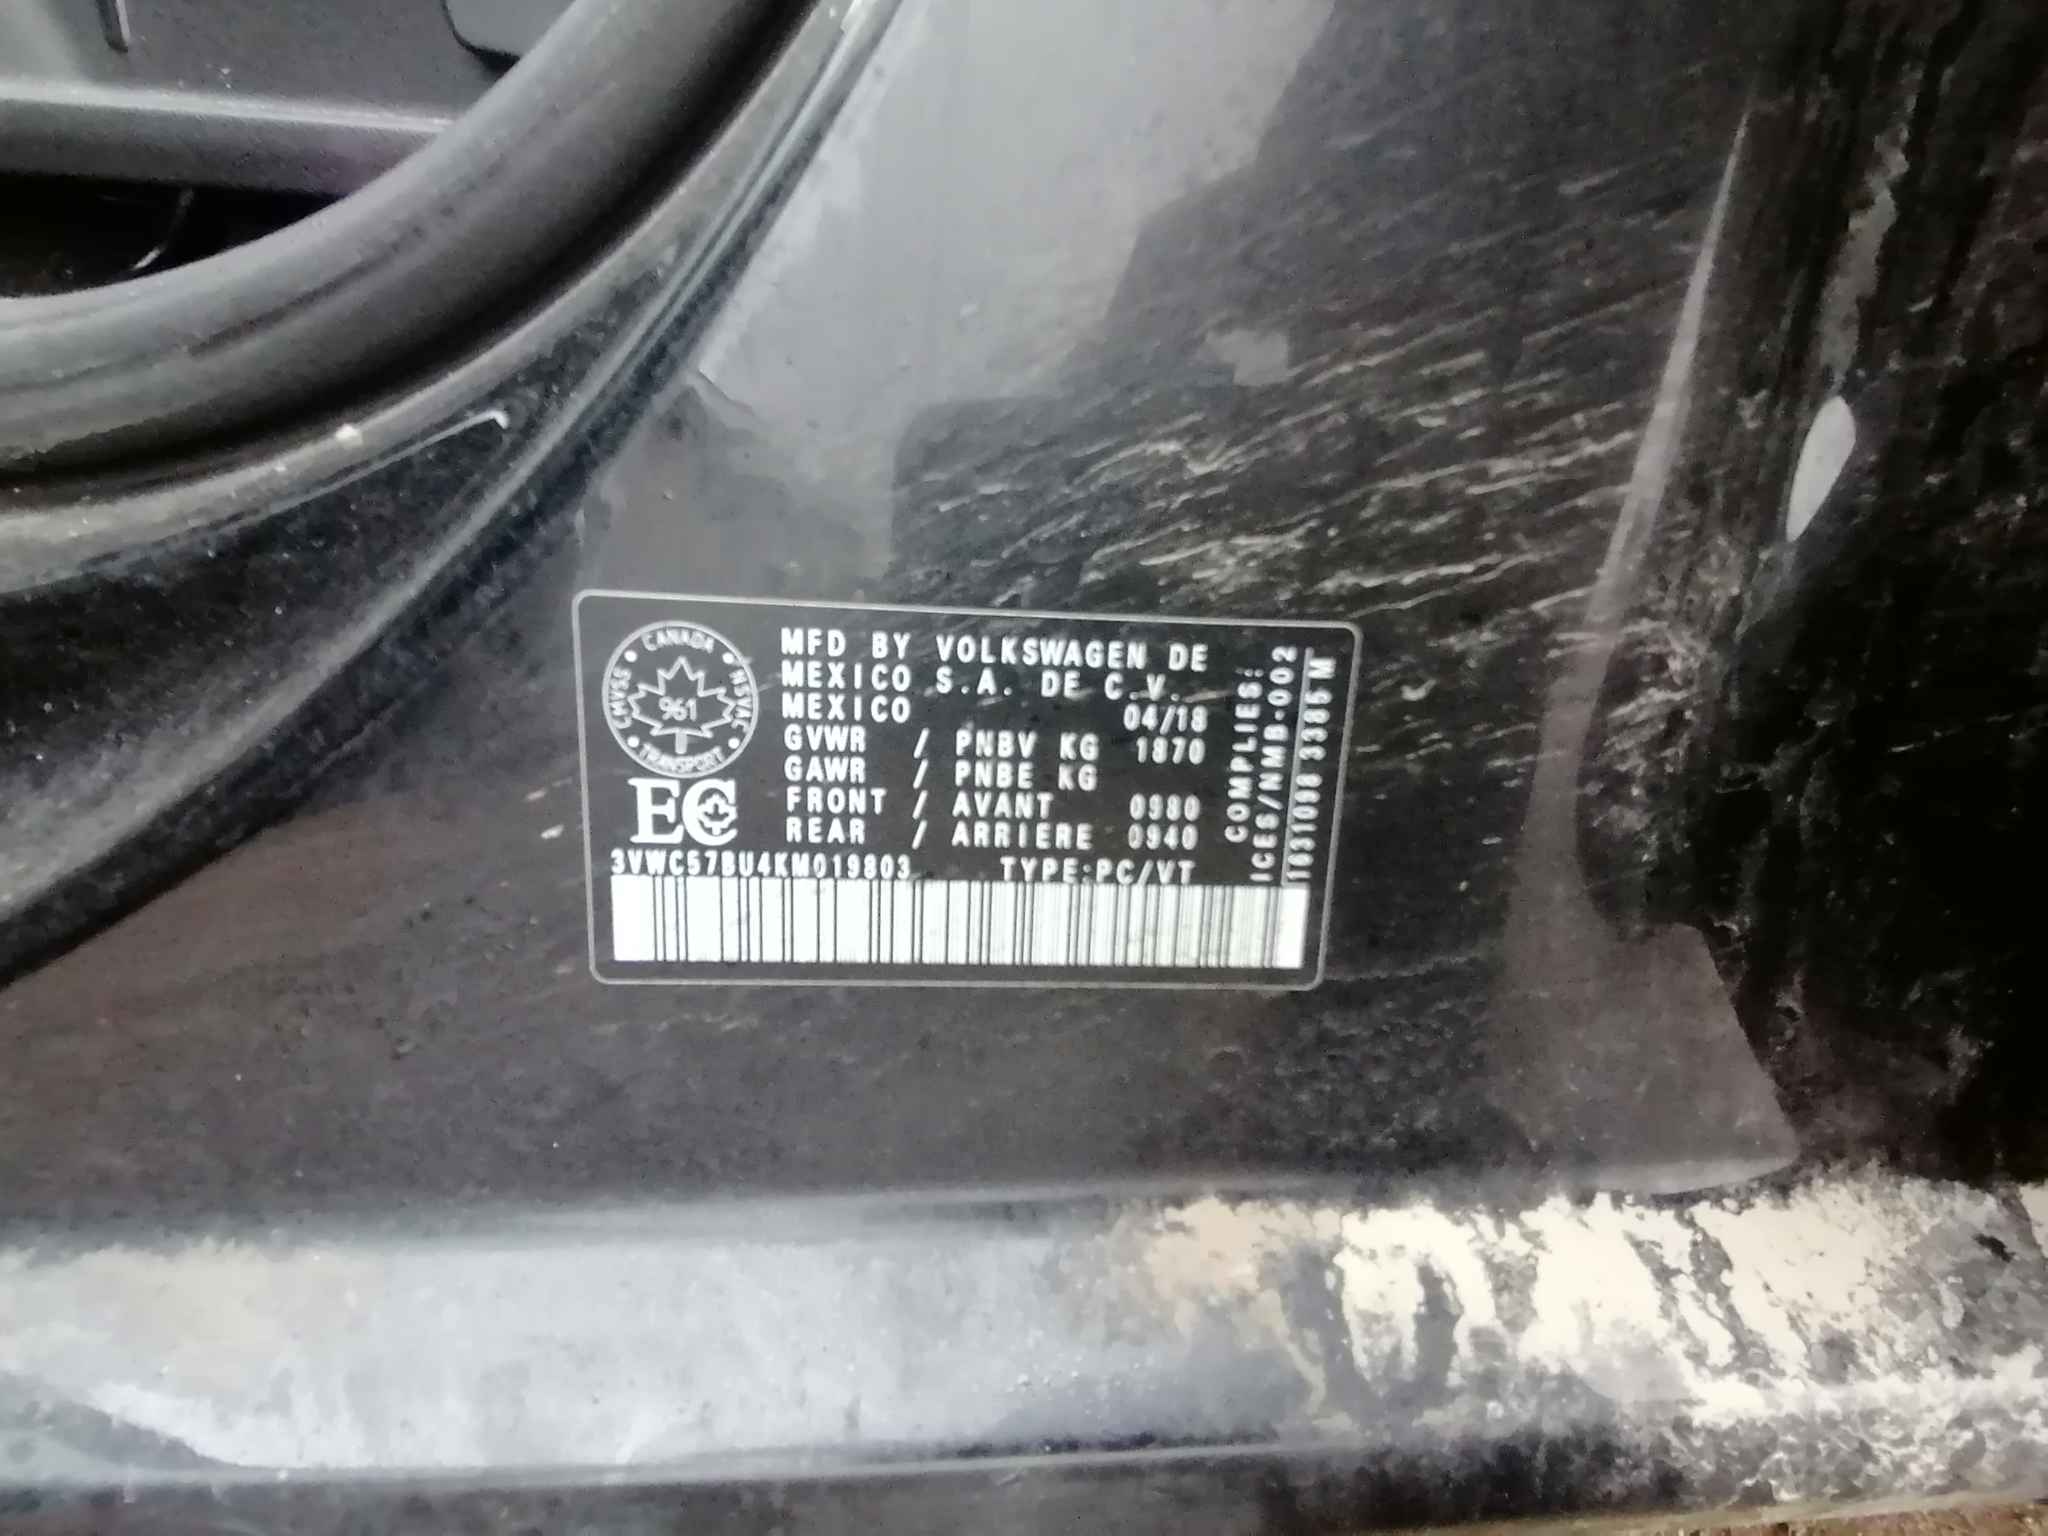 CANADA
CMVSS
NSVAC
961
TRANSPORT
MFD BY VOLKSWAGEN DE
MEXICO S.A. DE C.V.
MEXICO 04/18
GVWR / PNBV KG 1870
GAWR / PNBE KG
FRONT / AVANT 0980
REAR / ARRIERE 0940
EC
3VWC57BU4KM019803 TYPE:PC/VT
COMPLIES:
ICES/NMB-002
16310098 3385 M